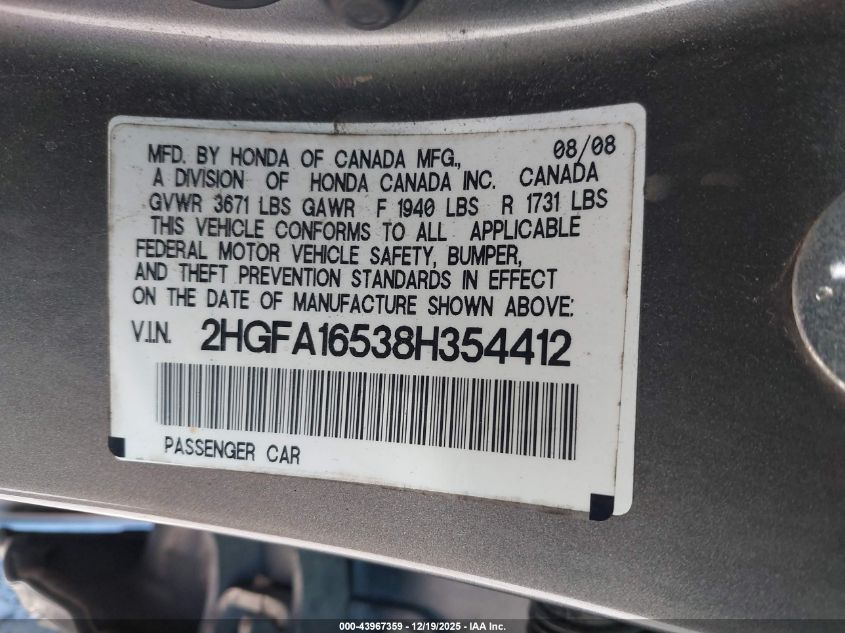 MFD. BY HONDA OF CANADA MFG., 08/08
A DIVISION OF HONDA CANADA INC. CANADA
GVWR 3671 LBS GAWR F 1940 LBS R 1731 LBS
THIS VEHICLE CONFORMS TO ALL APPLICABLE
FEDERAL MOTOR VEHICLE SAFETY, BUMPER,
AND THEFT PREVENTION STANDARDS IN EFFECT
ON THE DATE OF MANUFACTURE SHOWN ABOVE:
V.I.N. 2HGFA16538H354412
PASSENGER CAR
000-43967359 - 12/19/2025 - IAA Inc.